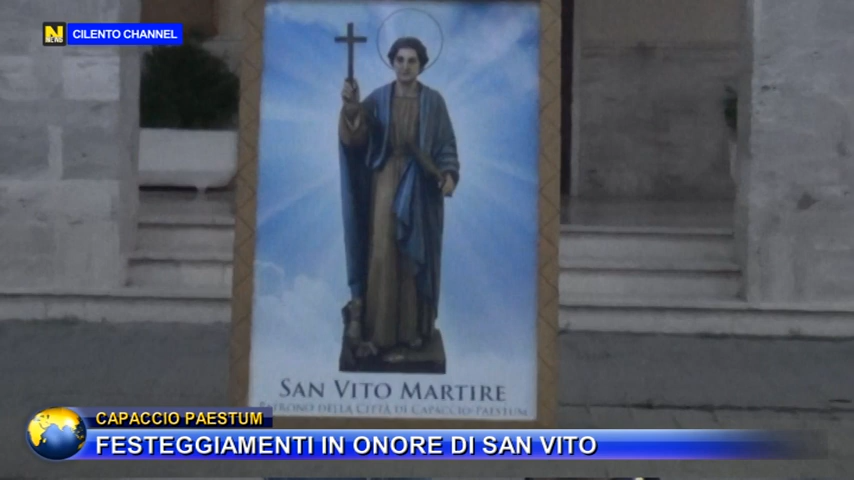 N
NEWS
CILENTO CHANNEL
SAN VITO MARTIRE
PATRONO DELLA CITTÀ DI CAPACCIO-PAESTUM
CAPACCIO PAESTUM
FESTEGGIAMENTI IN ONORE DI SAN VITO